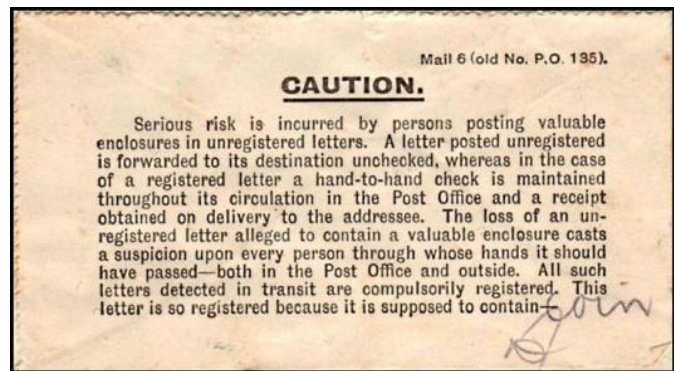 Mail 6 (old No. P.O. 135).
CAUTION.
Serious risk is incurred by persons posting valuable
enclosures in unregistered letters. A letter posted unregistered
is forwarded to its destination unchecked, whereas in the case
of a registered letter a hand-to-hand check is maintained
throughout its circulation in the Post Office and a receipt
obtained on delivery to the addressee. The loss of an un-
registered letter alleged to contain a valuable enclosure casts
a suspicion upon every person through whose hands it should
have passed—both in the Post Office and outside. All such
letters detected in transit are compulsorily registered. This
letter is so registered because it is supposed to contain—
Coin